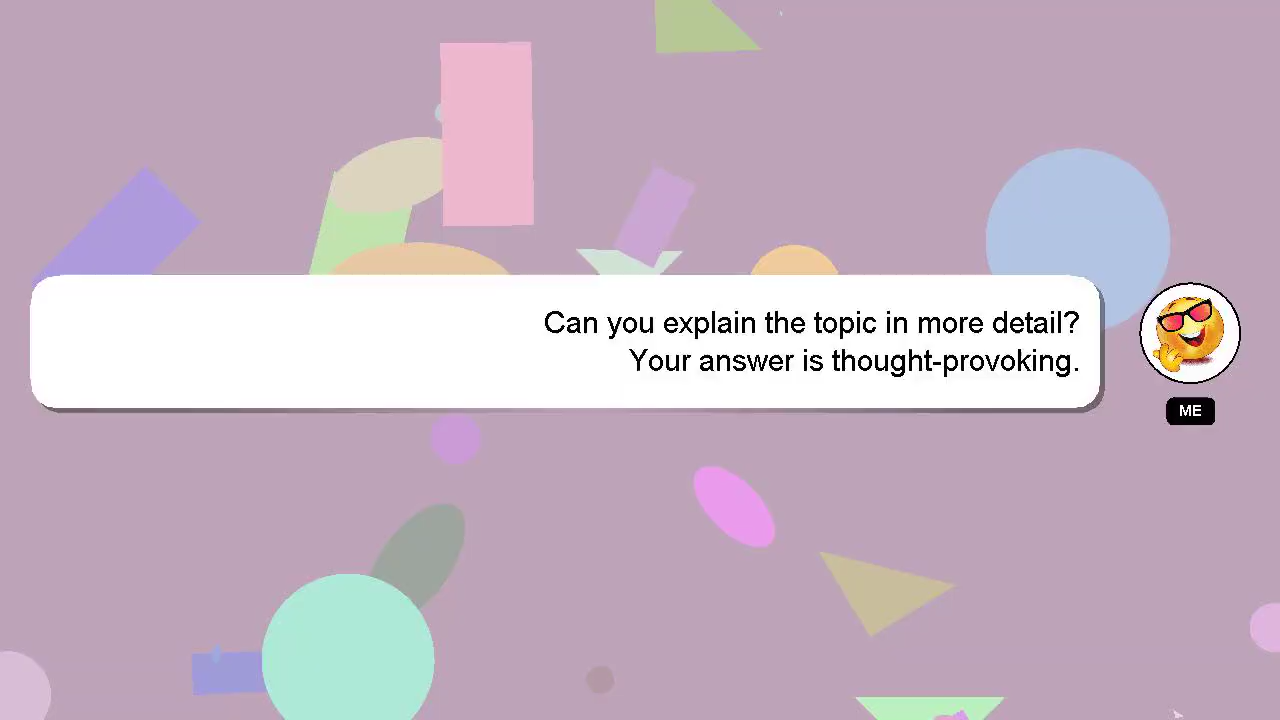 Can you explain the topic in more detail?
Your answer is thought-provoking.
ME